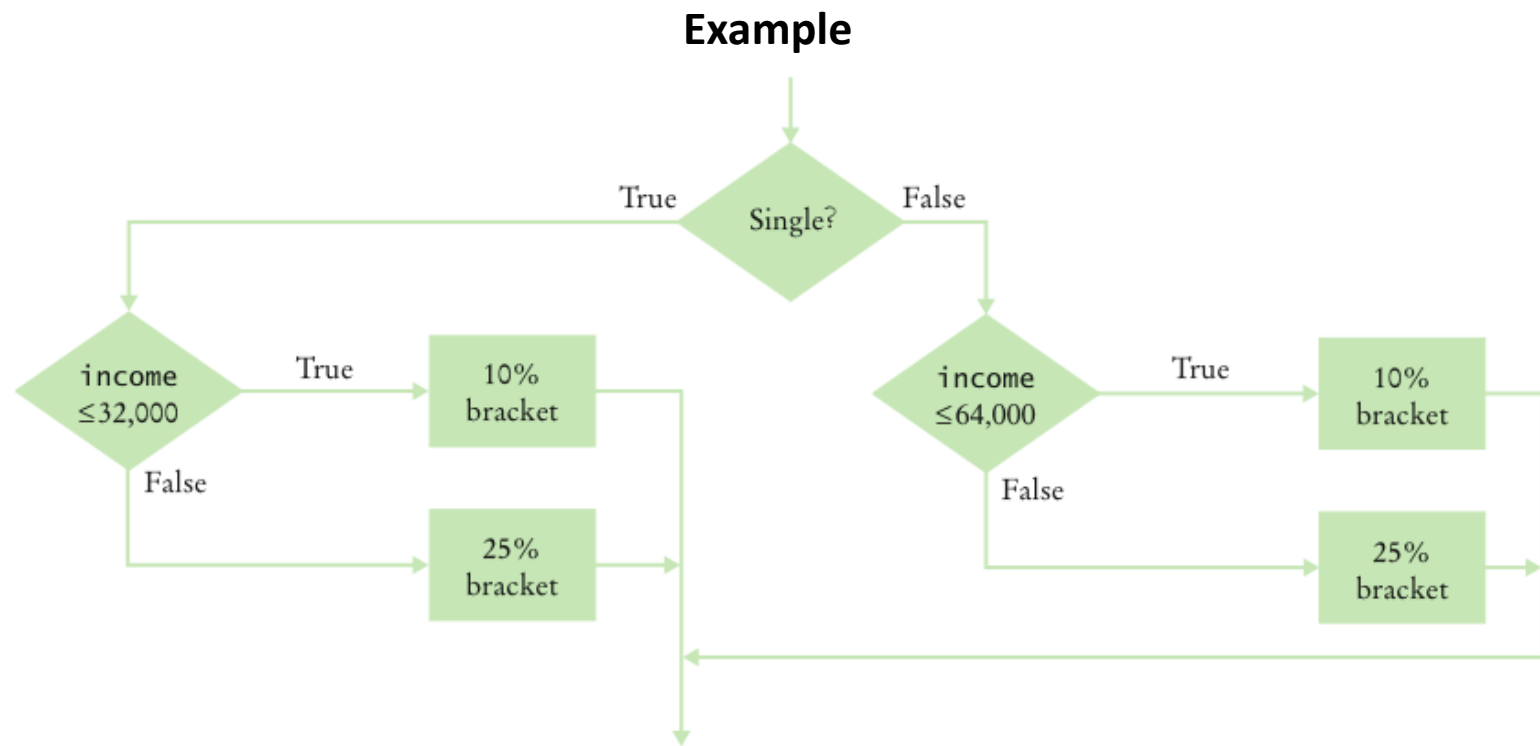 Example
True
Single?
False
income
≤32,000
True
10%
bracket
False
25%
bracket
income
≤64,000
True
10%
bracket
False
25%
bracket